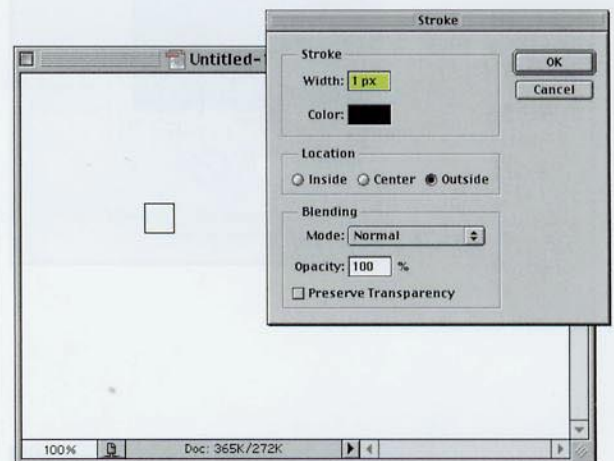 Stroke
Untitled-1
Stroke
Width: 1 px
Color:
OK
Cancel
Location
Inside Center Outside
Blending
Mode: Normal
Opacity: 100 %
Preserve Transparency
100% Doc: 365K/272K